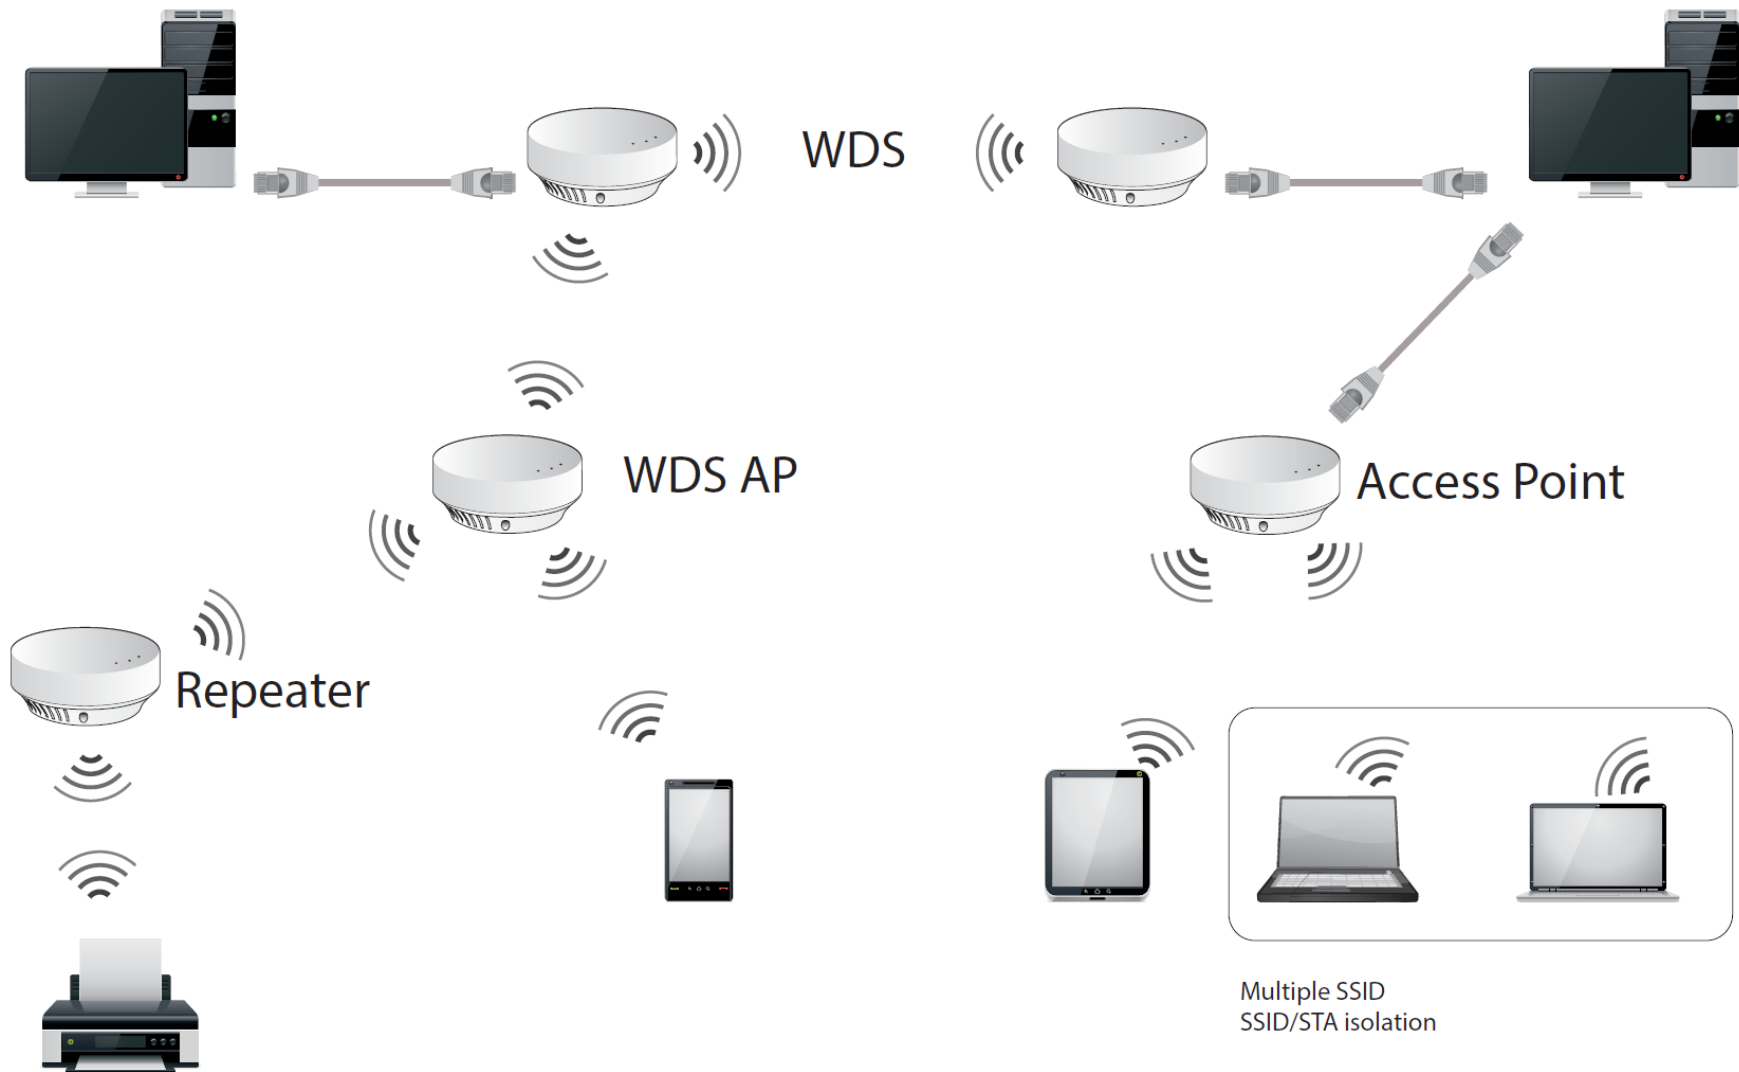 WDS
WDS AP
Access Point
Repeater
Multiple SSID
SSID/STA isolation